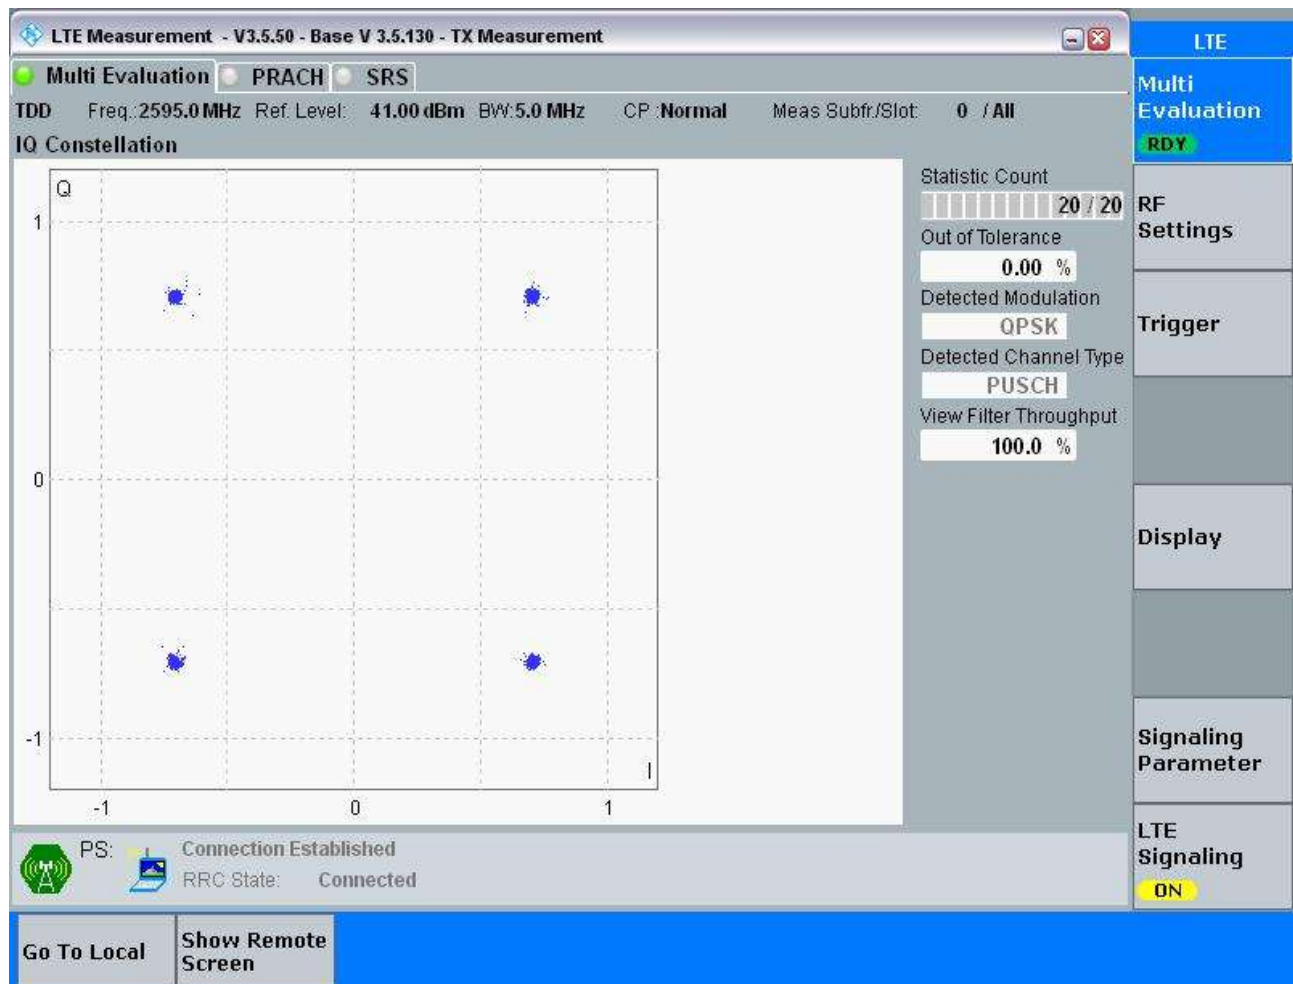 LTE Measurement - V3.5.50 - Base V 3.5.130 - TX Measurement
LTE
Multi Evaluation PRACH SRS
TDD Freq.:2595.0 MHz Ref. Level: 41.00 dBm BW:5.0 MHz CP :Normal Meas Subfr./Slot: 0 / All
IQ Constellation
Q
1
0
-1
-1 0 1
I
Statistic Count
20 / 20
Out of Tolerance
0.00 %
Detected Modulation
QPSK
Detected Channel Type
PUSCH
View Filter Throughput
100.0 %
Multi
Evaluation
RDY
RF
Settings
Trigger
Display
Signaling
Parameter
LTE
Signaling
ON
PS: Connection Established
RRC State: Connected
Go To Local
Show Remote
Screen